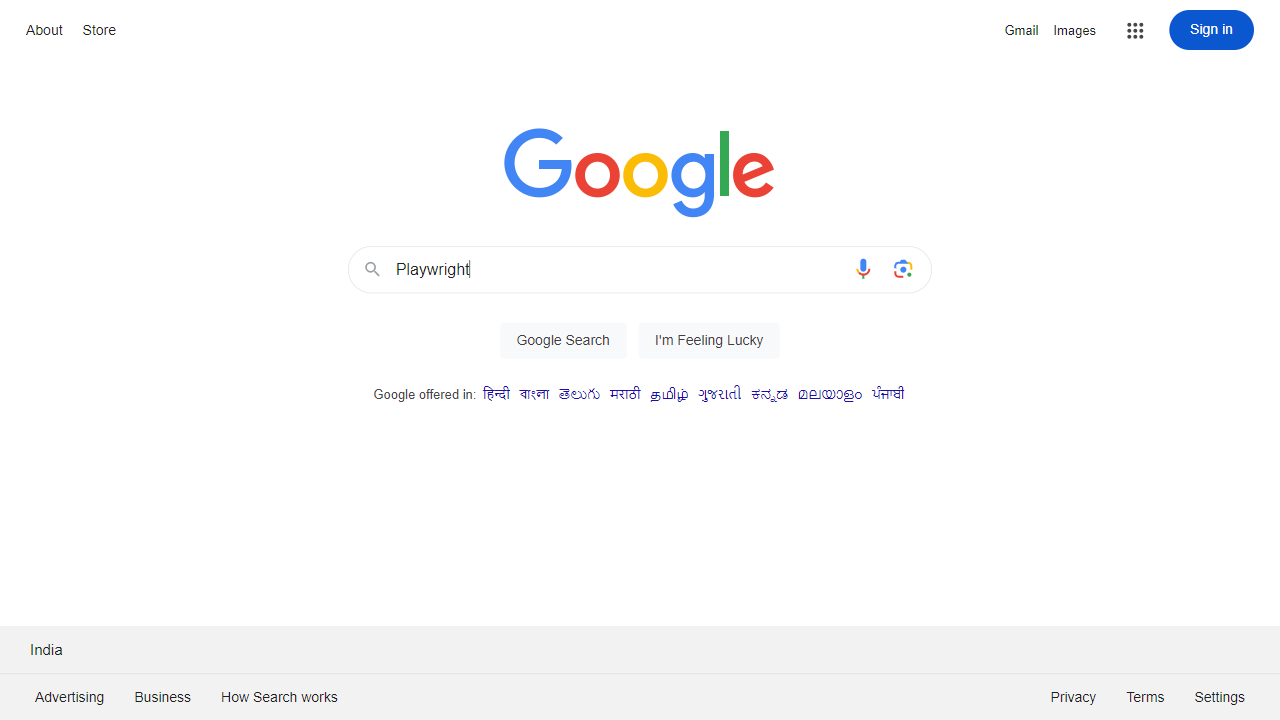 About Store Gmail Images Sign in
Google
Playwright
Google Search I'm Feeling Lucky
Google offered in: हिन्दी বাংলা తెలుగు मराठी தமிழ் ગુજરાતી ಕನ್ನಡ മലയാളം ਪੰਜਾਬੀ
India
Advertising Business How Search works Privacy Terms Settings